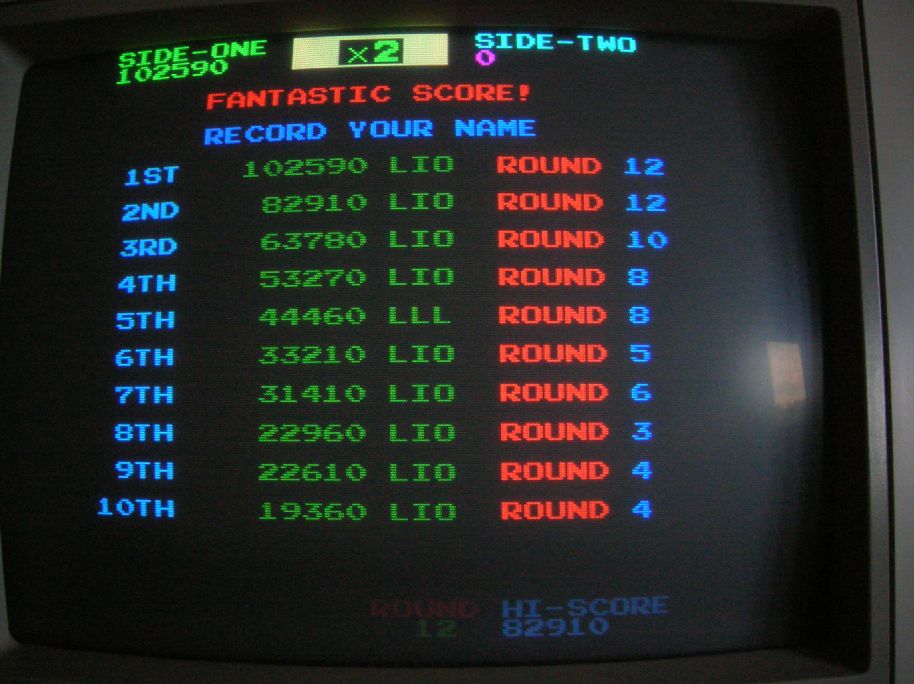 SIDE-ONE ×2 SIDE-TWO
102590 0
FANTASTIC SCORE!
RECORD YOUR NAME
1ST 102590 LIO ROUND 12
2ND 82910 LIO ROUND 12
3RD 63780 LIO ROUND 10
4TH 53270 LIO ROUND 8
5TH 44460 LLL ROUND 8
6TH 33210 LIO ROUND 5
7TH 31410 LIO ROUND 6
8TH 22960 LIO ROUND 3
9TH 22610 LIO ROUND 4
10TH 19360 LIO ROUND 4
ROUND HI-SCORE
12 82910